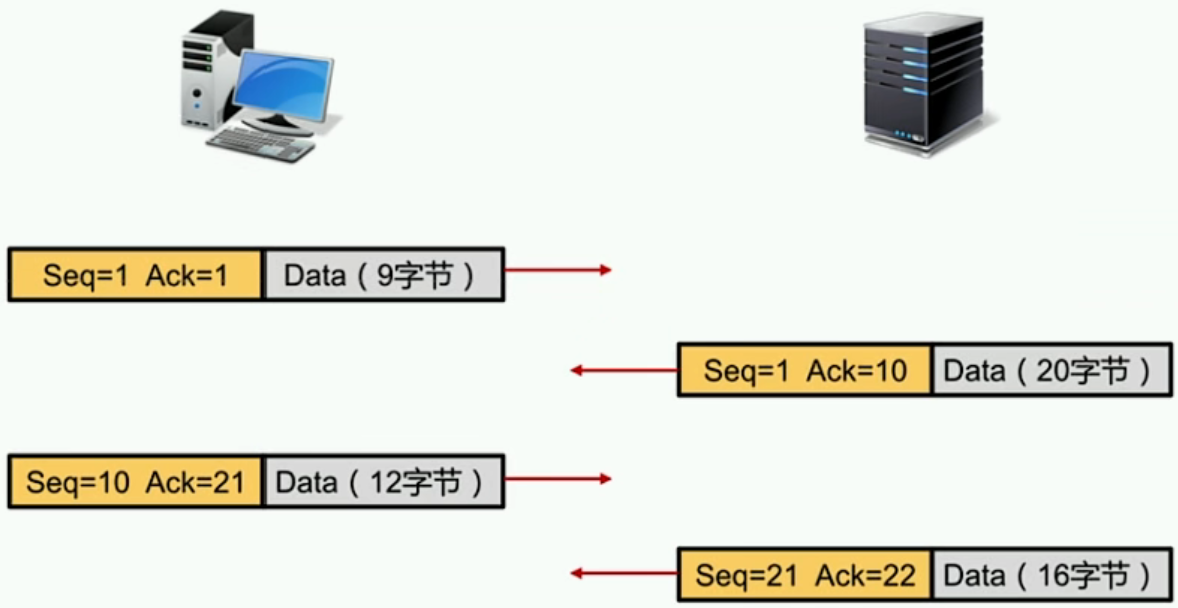 Seq=1 Ack=1 Data（9字节）
Seq=1 Ack=10 Data（20字节）
Seq=10 Ack=21 Data（12字节）
Seq=21 Ack=22 Data（16字节）